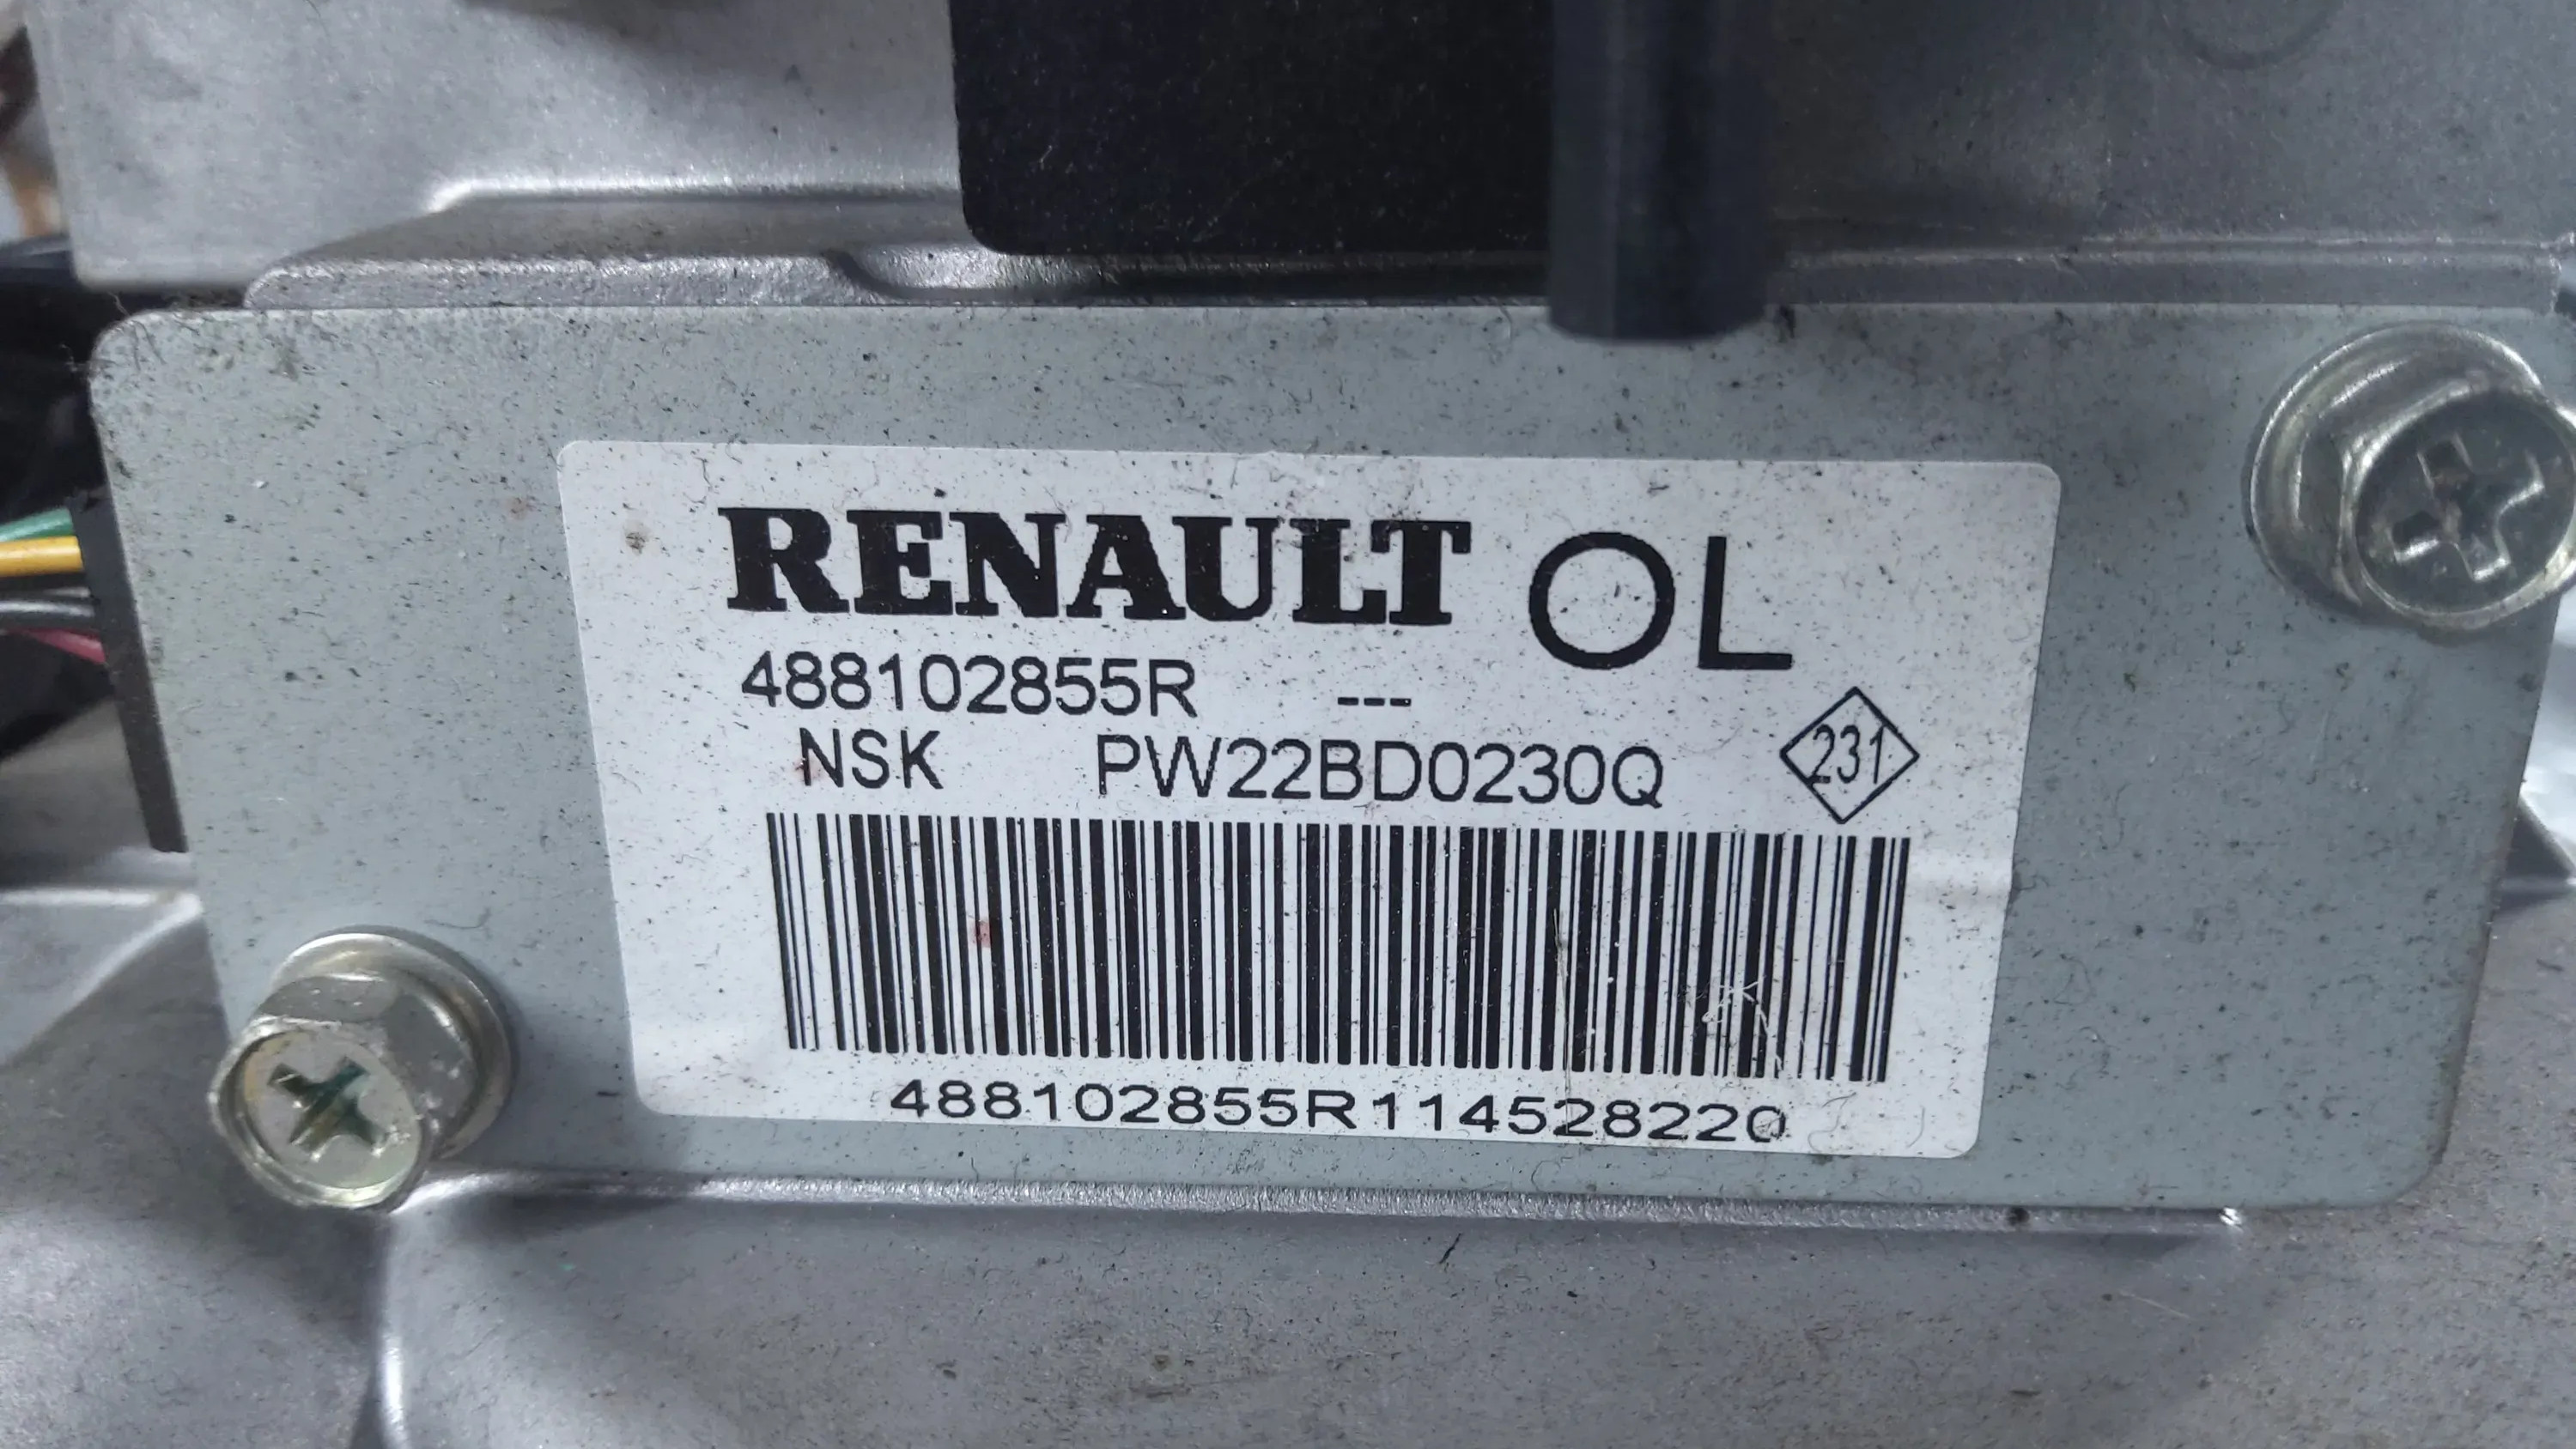 RENAULT OL
488102855R ---
NSK PW22BD0230Q 231
488102855R114528220